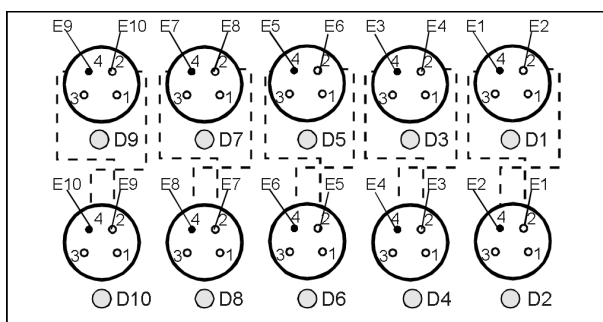 E9 E10 E7 E8 E5 E6 E3 E4 E1 E2
4 2 4 2 4 2 4 2 4 2
3 1 3 1 3 1 3 1 3 1
D9 D7 D5 D3 D1
E10 E9 E8 E7 E6 E5 E4 E3 E2 E1
4 2 4 2 4 2 4 2 4 2
3 1 3 1 3 1 3 1 3 1
D10 D8 D6 D4 D2